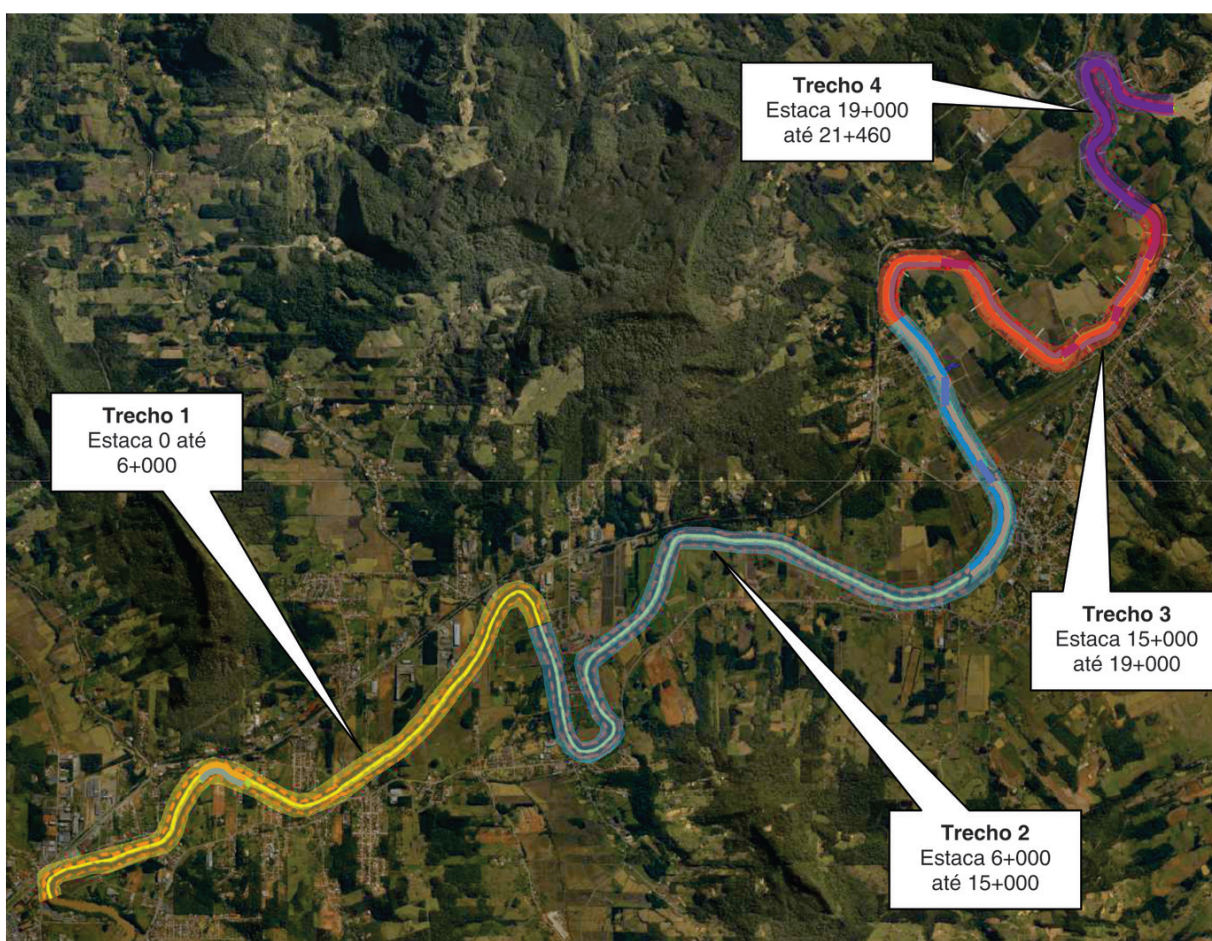 Trecho 4
Estaca 19+000
até 21+460
Trecho 1
Estaca 0 até
6+000
Trecho 3
Estaca 15+000
até 19+000
Trecho 2
Estaca 6+000
até 15+000